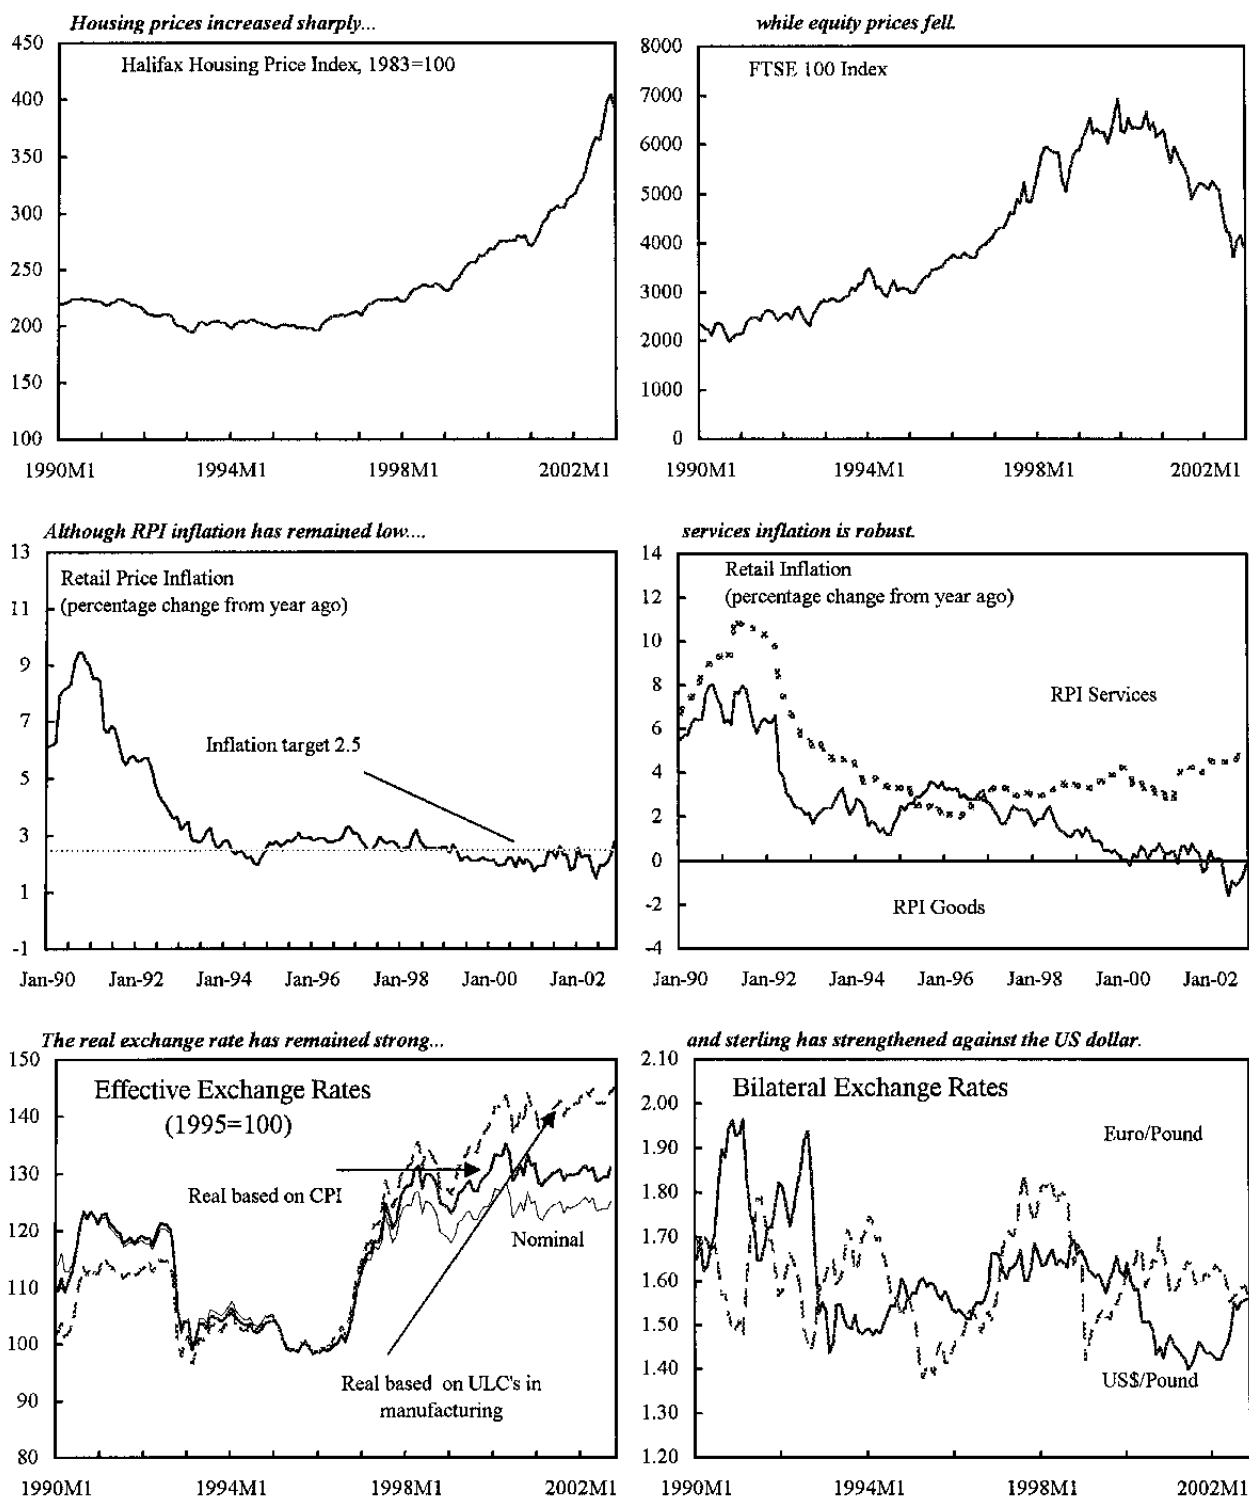 Housing prices increased sharply...
450
400
350
300
250
200
150
100
Halifax Housing Price Index, 1983=100
1990M1 1994M1 1998M1 2002M1
while equity prices fell.
8000
7000
6000
5000
4000
3000
2000
1000
0
FTSE 100 Index
1990M1 1994M1 1998M1 2002M1
Although RPI inflation has remained low....
13
11
9
7
5
3
1
-1
Retail Price Inflation
(percentage change from year ago)
Inflation target 2.5
Jan-90 Jan-92 Jan-94 Jan-96 Jan-98 Jan-00 Jan-02
services inflation is robust.
14
12
10
8
6
4
2
0
-2
-4
Retail Inflation
(percentage change from year ago)
RPI Services
RPI Goods
Jan-90 Jan-92 Jan-94 Jan-96 Jan-98 Jan-00 Jan-02
The real exchange rate has remained strong...
150
140
130
120
110
100
90
80
Effective Exchange Rates
(1995=100)
Real based on CPI
Nominal
Real based on ULC's in
manufacturing
1990M1 1994M1 1998M1 2002M1
and sterling has strengthened against the US dollar.
2.10
2.00
1.90
1.80
1.70
1.60
1.50
1.40
1.30
1.20
Bilateral Exchange Rates
Euro/Pound
US$/Pound
1990M1 1994M1 1998M1 2002M1